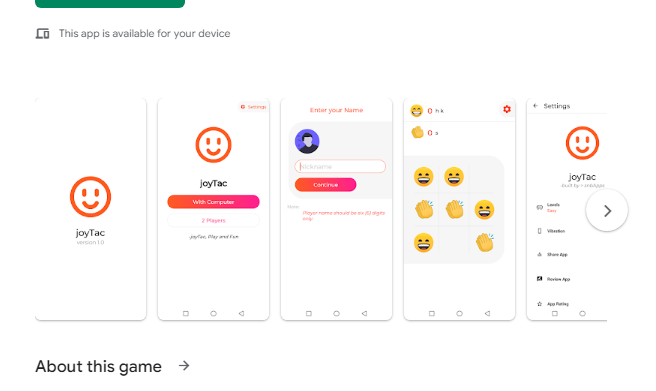 This app is available for your device
joyTac
version 1.0
Settings
joyTac
With Computer
2 Players
joyTac, Play and Fun
Enter your Name
Nickname
Continue
Note:
Player name should be six (6) digits
only.
0 n k
0 s
Settings
joyTac
Levels
Easy
Vibration
Share App
Review App
App Rating
About this game